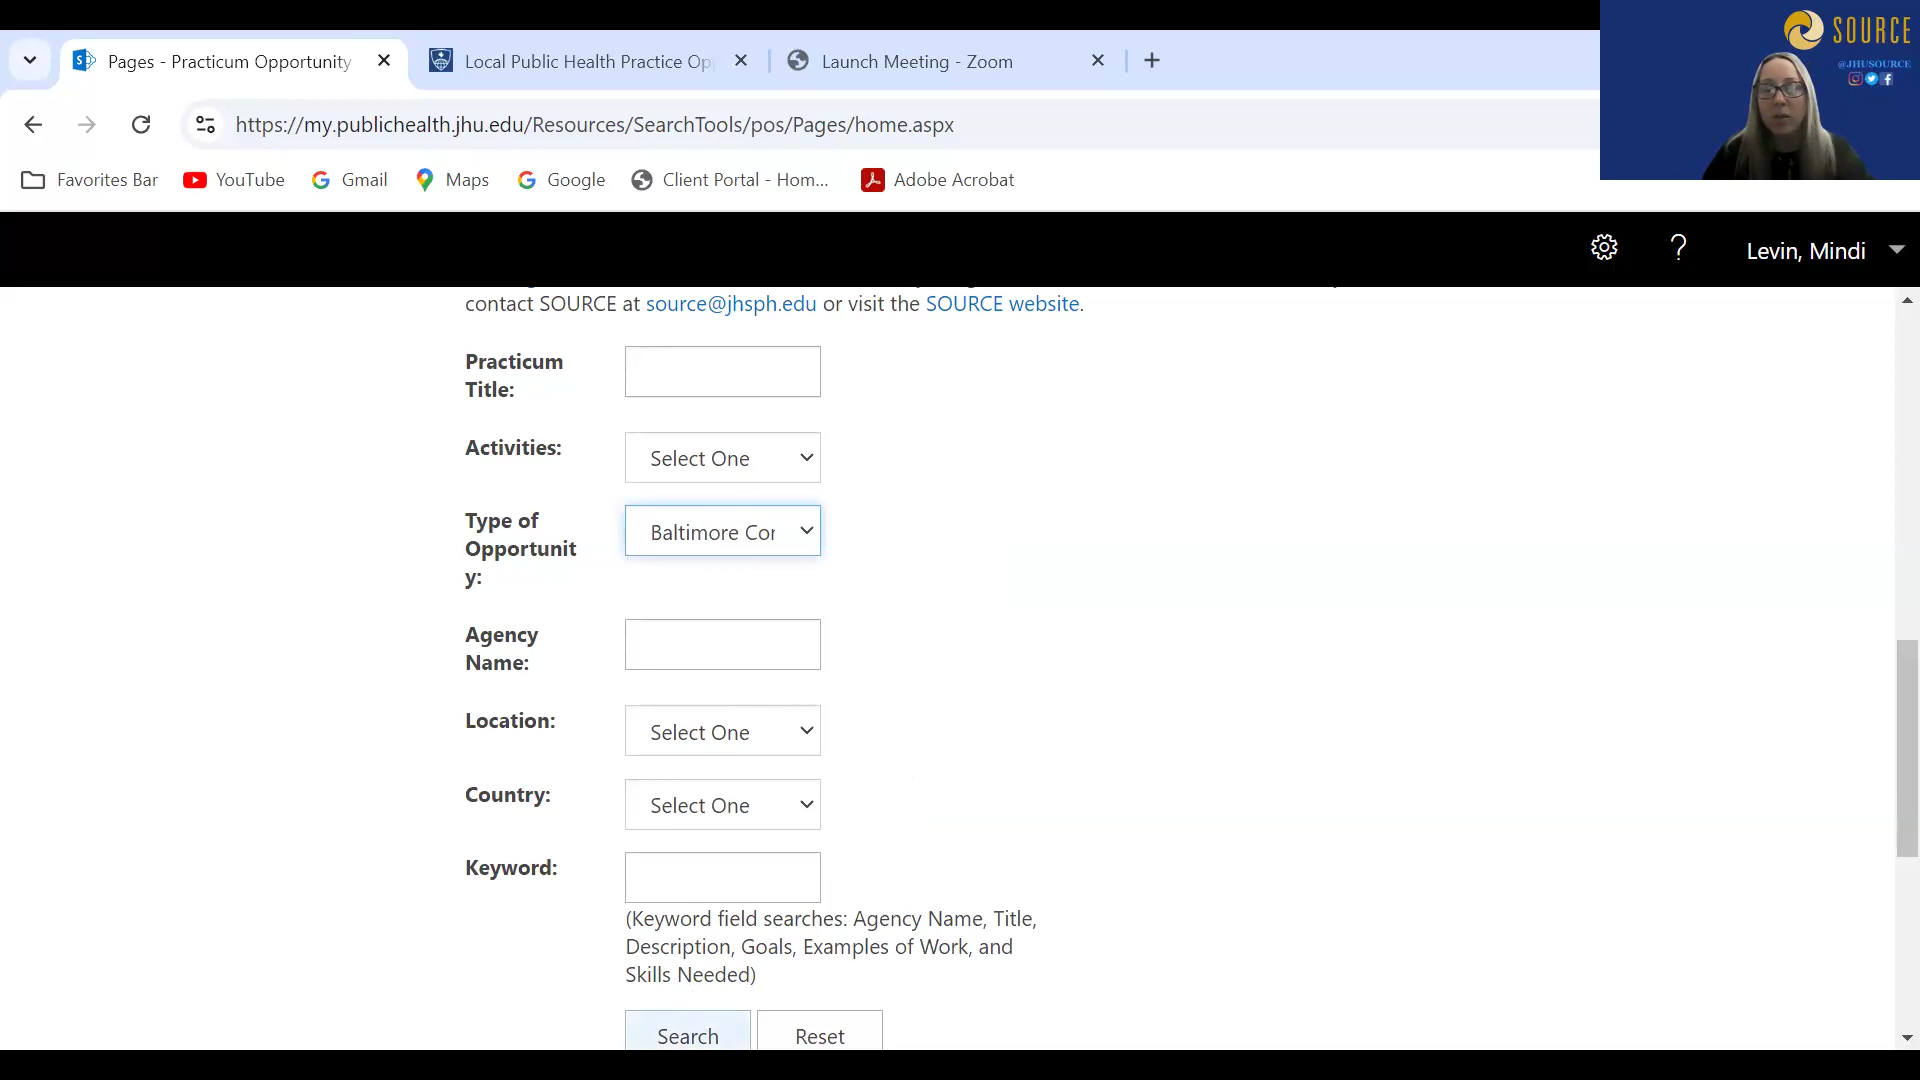 SOURCE
@JHUSOURCE
Pages - Practicum Opportunity
Local Public Health Practice Op
Launch Meeting - Zoom
https://my.publichealth.jhu.edu/Resources/SearchTools/pos/Pages/home.aspx
Favorites Bar
YouTube
Gmail
Maps
Google
Client Portal - Hom...
Adobe Acrobat
Levin, Mindi
contact SOURCE at source@jhsph.edu or visit the SOURCE website.
Practicum
Title:
Activities:
Select One
Type of
Opportunit
y:
Baltimore Cor
Agency
Name:
Location:
Select One
Country:
Select One
Keyword:
(Keyword field searches: Agency Name, Title,
Description, Goals, Examples of Work, and
Skills Needed)
Search
Reset